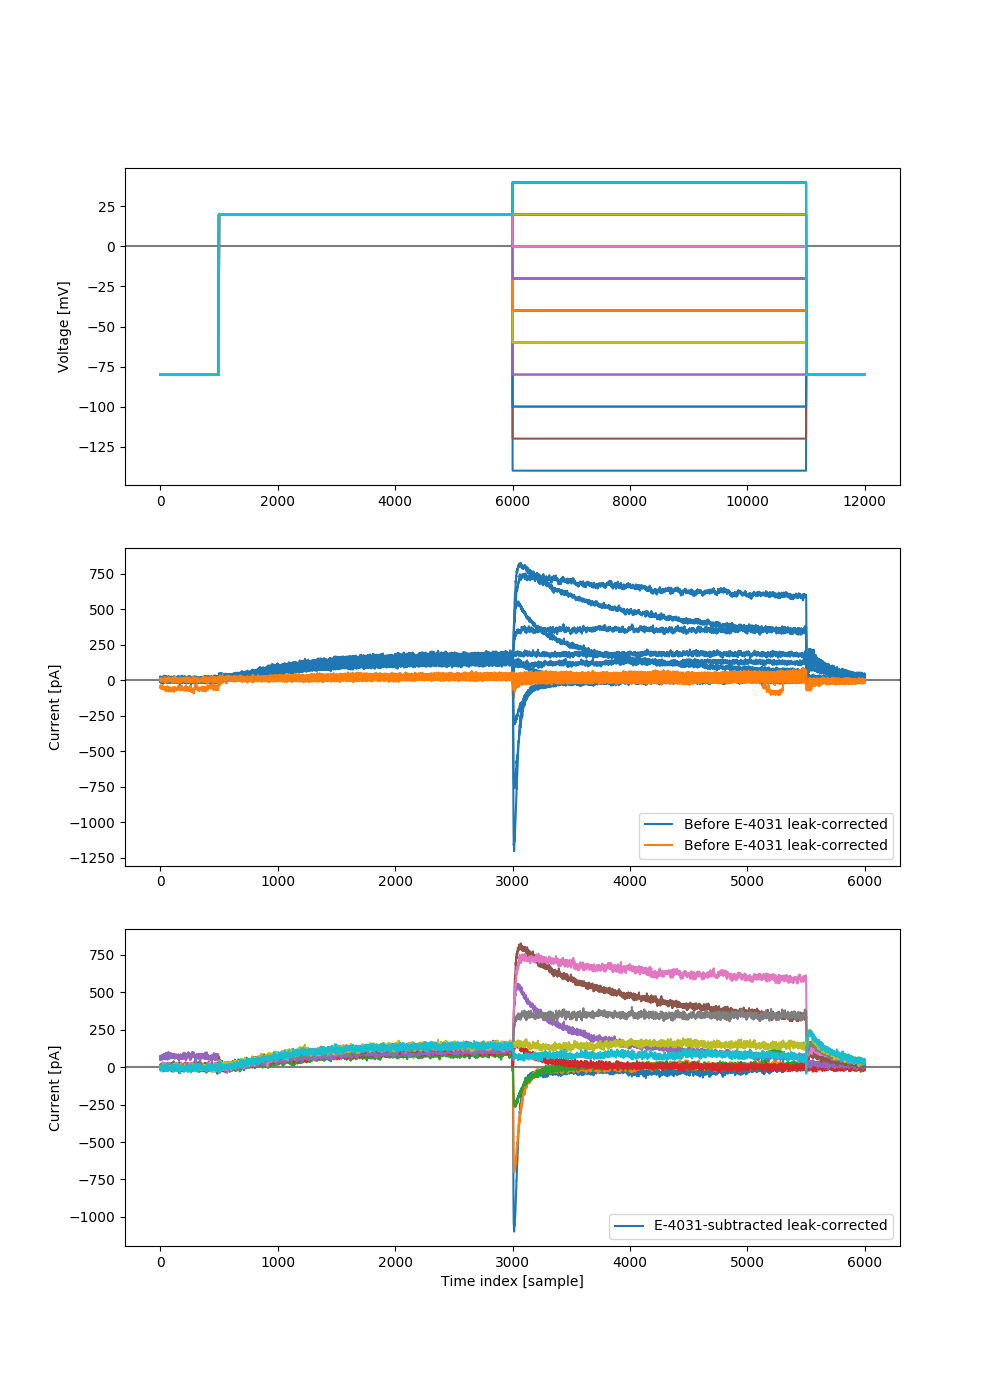 25
0
−25
−50
−75
−100
−125
Voltage [mV]
0 2000 4000 6000 8000 10000 12000
750
500
250
0
−250
−500
−750
−1000
−1250
Current [pA]
Before E-4031 leak-corrected
Before E-4031 leak-corrected
0 1000 2000 3000 4000 5000 6000
750
500
250
0
−250
−500
−750
−1000
Current [pA]
E-4031-subtracted leak-corrected
0 1000 2000 3000 4000 5000 6000
Time index [sample]